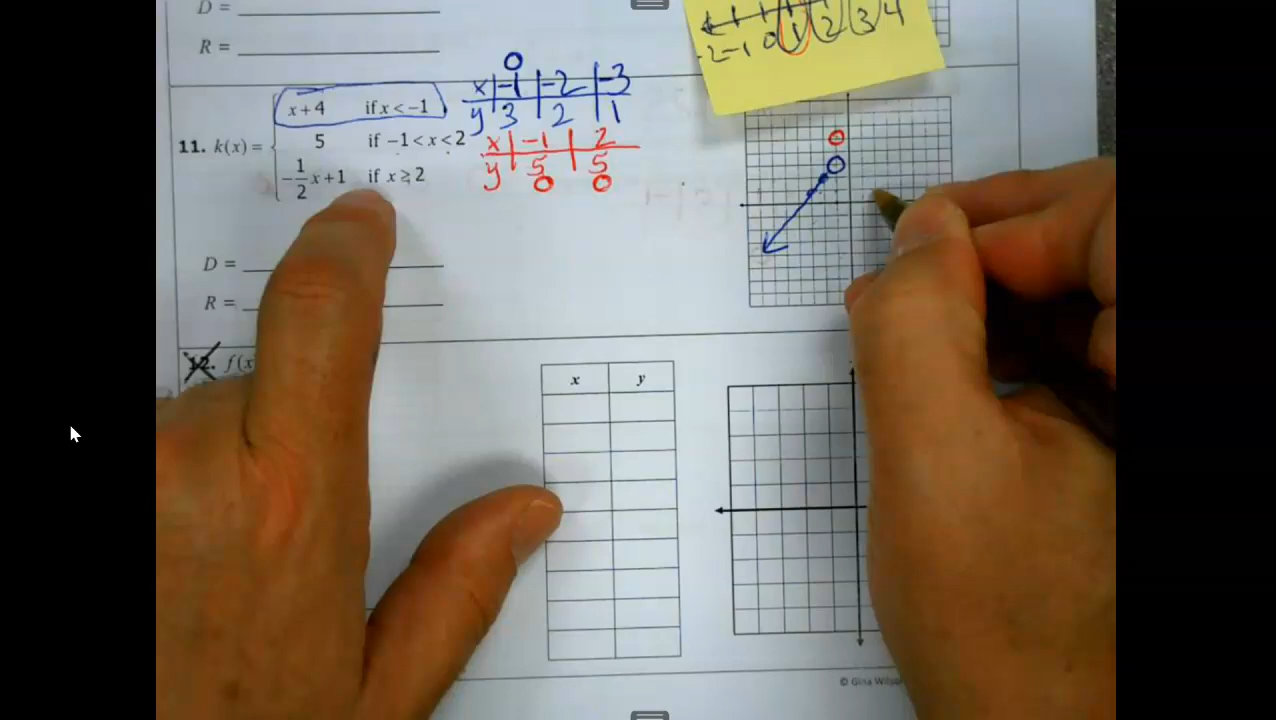 D =
R =
-2 -1 0 1 2 3 4
11. k(x) = { x + 4 if x < -1
5 if -1 < x < 2
-1/2 x + 1 if x ≥ 2
O
x | -1 | -2 | -3
y | 3 | 2 | 1
x | -1 | 2
y | 5 | 5
O O
D =
R =
12. f(x
x y
© Gina Wilso